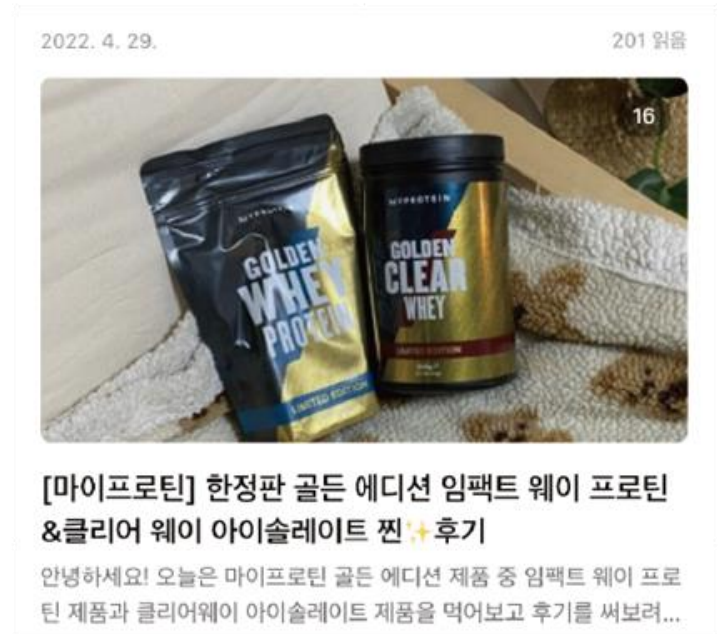 2022. 4. 29.
201 읽음
16
MYPROTEIN
GOLDEN
WHEY
PROTEIN
LIMITED EDITION
MYPROTEIN
GOLDEN
CLEAR
WHEY
LIMITED EDITION
[마이프로틴] 한정판 골든 에디션 임팩트 웨이 프로틴
&클리어 웨이 아이솔레이트 찐✨후기
안녕하세요! 오늘은 마이프로틴 골든 에디션 제품 중 임팩트 웨이 프로
틴 제품과 클리어웨이 아이솔레이트 제품을 먹어보고 후기를 써보려...